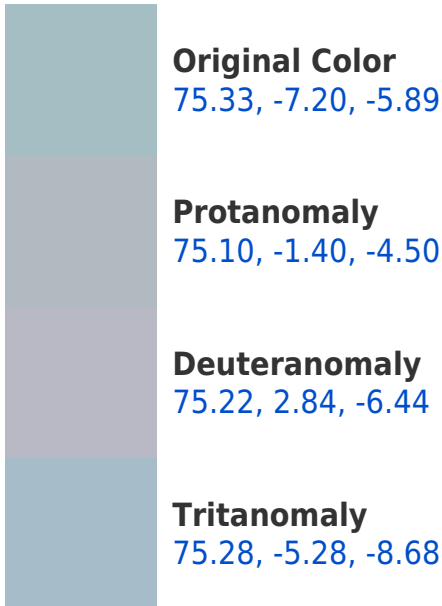 Original Color
75.33, -7.20, -5.89
Protanomaly
75.10, -1.40, -4.50
Deuteranomaly
75.22, 2.84, -6.44
Tritanomaly
75.28, -5.28, -8.68